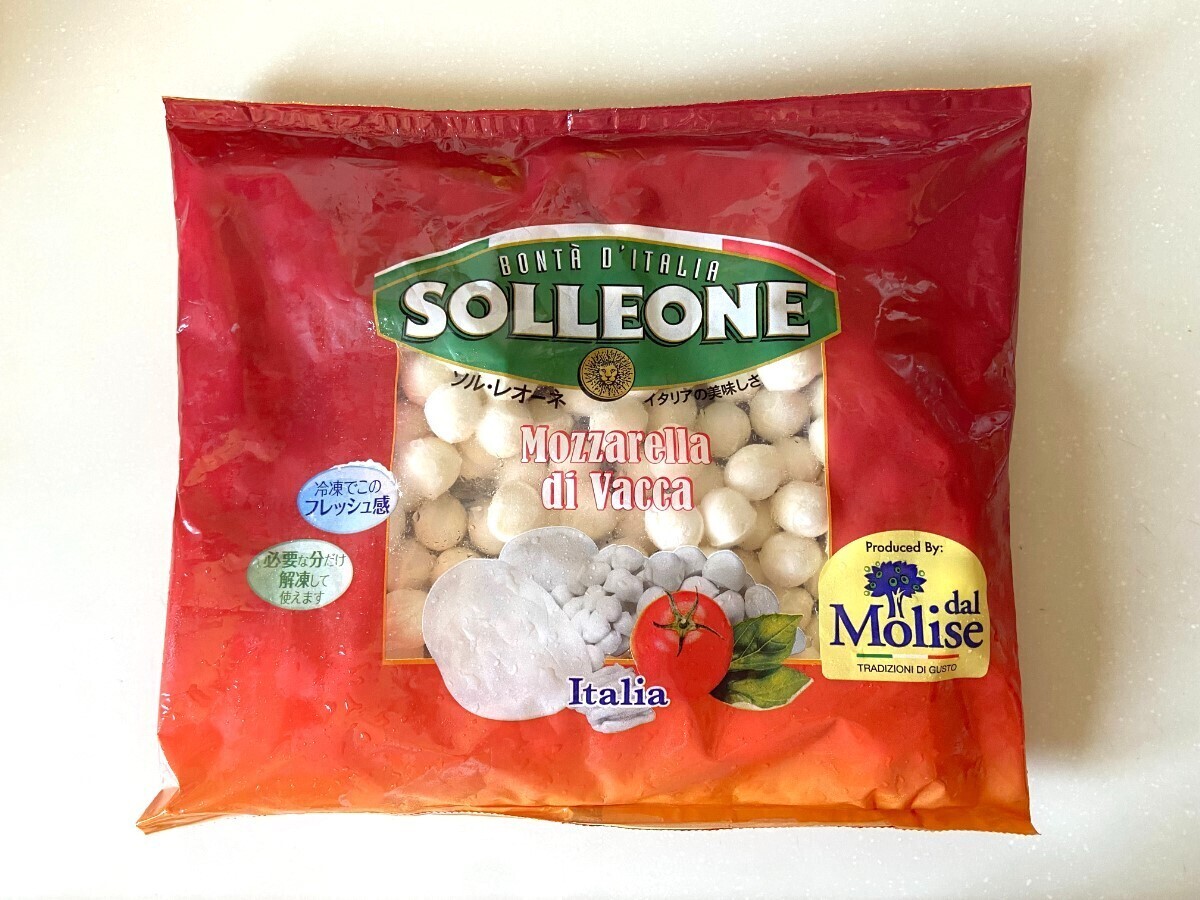 BONTÀ D'ITALIA
SOLLEONE
ソル・レオーネ
イタリアの美味しさ
Mozzarella
di Vacca
冷凍でこの
フレッシュ感
必要な分だけ
解凍して
使えます
Produced By:
dal
Molise
TRADIZIONI DI GUSTO
Italia